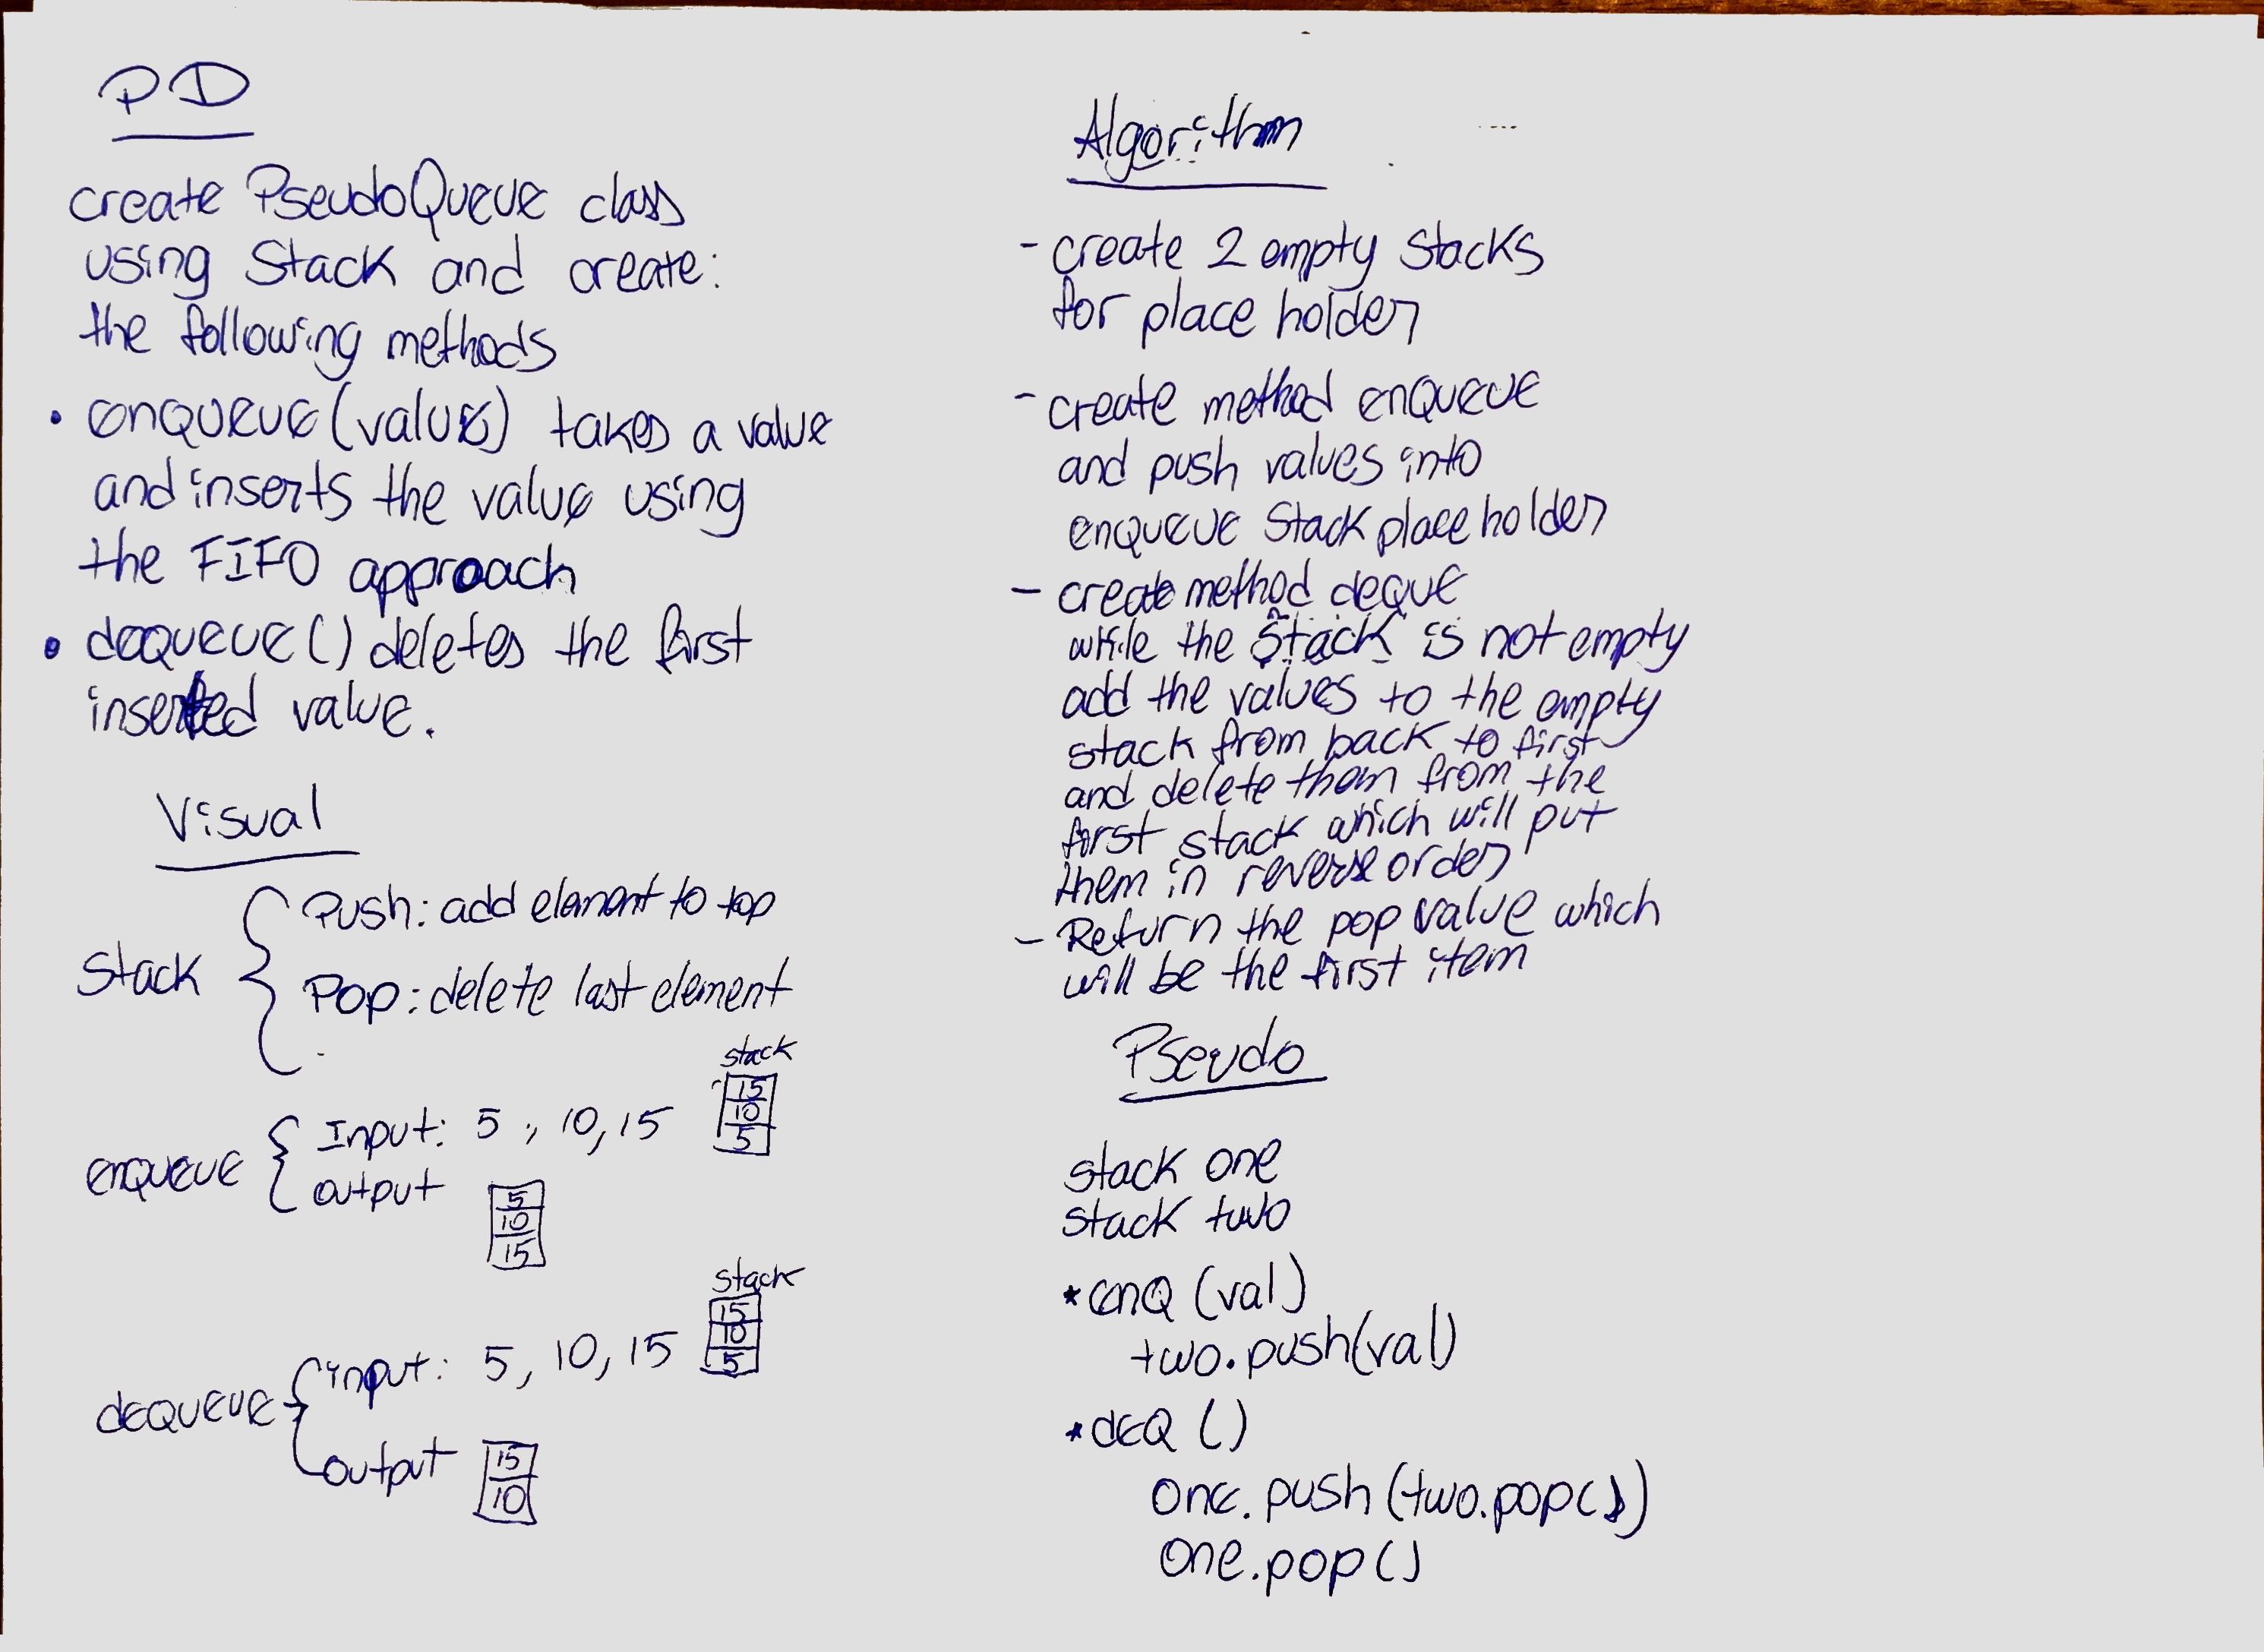 PD
create PseudoQueue class
using Stack and create:
the following methods
• enqueue(value) takes a value
and inserts the value using
the FIFO approach
• dequeue() deletes the first
inserted value.
Visual
Stack
Push: add element to top
Pop: delete last element
enqueue
Input: 5, 10, 15
stack
15
10
5
output
5
10
15
dequeue
input: 5, 10, 15
stack
15
10
5
output
15
10
Algorithm
- create 2 empty stacks
for place holder
- create method enqueue
and push values into
enqueue Stack place holder
- create method deque
while the stack is not empty
add the values to the empty
stack from back to first
and delete them from the
first stack which will put
them in reverse order
- Return the pop value which
will be the first item
Pseudo
stack one
stack two
* enQ (val)
two.push(val)
* deQ ()
one.push(two.pop())
one.pop()